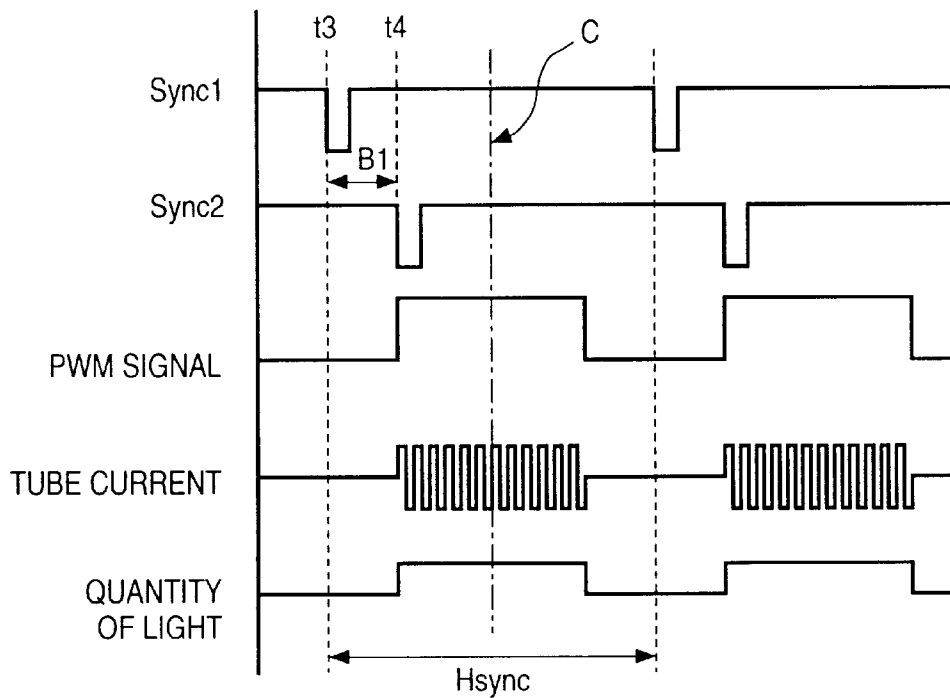 t3
t4
C
Sync1
B1
Sync2
PWM SIGNAL
TUBE CURRENT
QUANTITY
OF LIGHT
Hsync